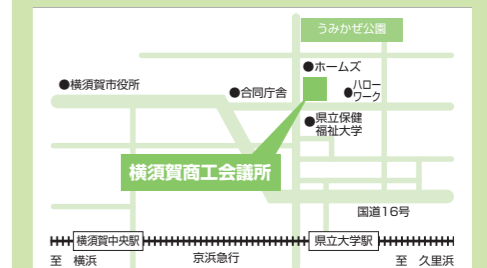 うみかぜ公園
●ホームズ
●横須賀市役所
●合同庁舎
●ハロー
ワーク
●県立保健
福祉大学
横須賀商工会議所
国道16号
横須賀中央駅
県立大学駅
至 横浜
京浜急行
至 久里浜